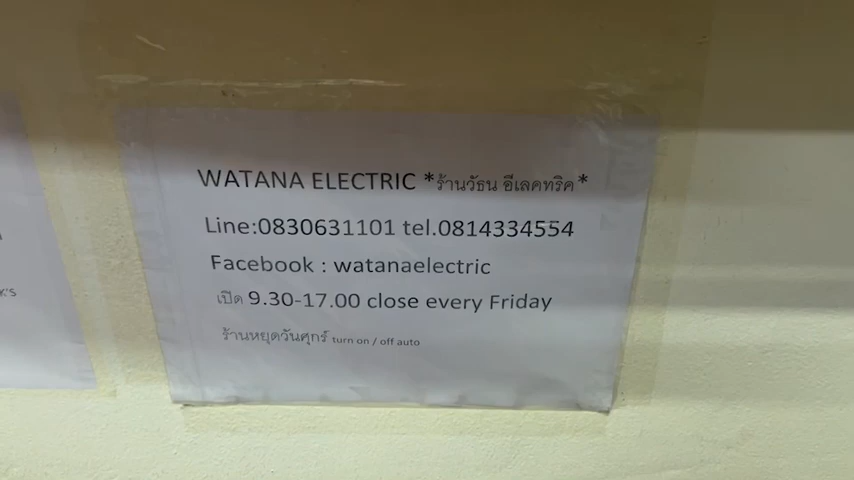 WATANA ELECTRIC *ร้านวัธน อีเลคทริค*
Line:0830631101 tel.0814334554
Facebook : watanaelectric
เปิด 9.30-17.00 close every Friday
ร้านหยุดวันศุกร์ turn on / off auto